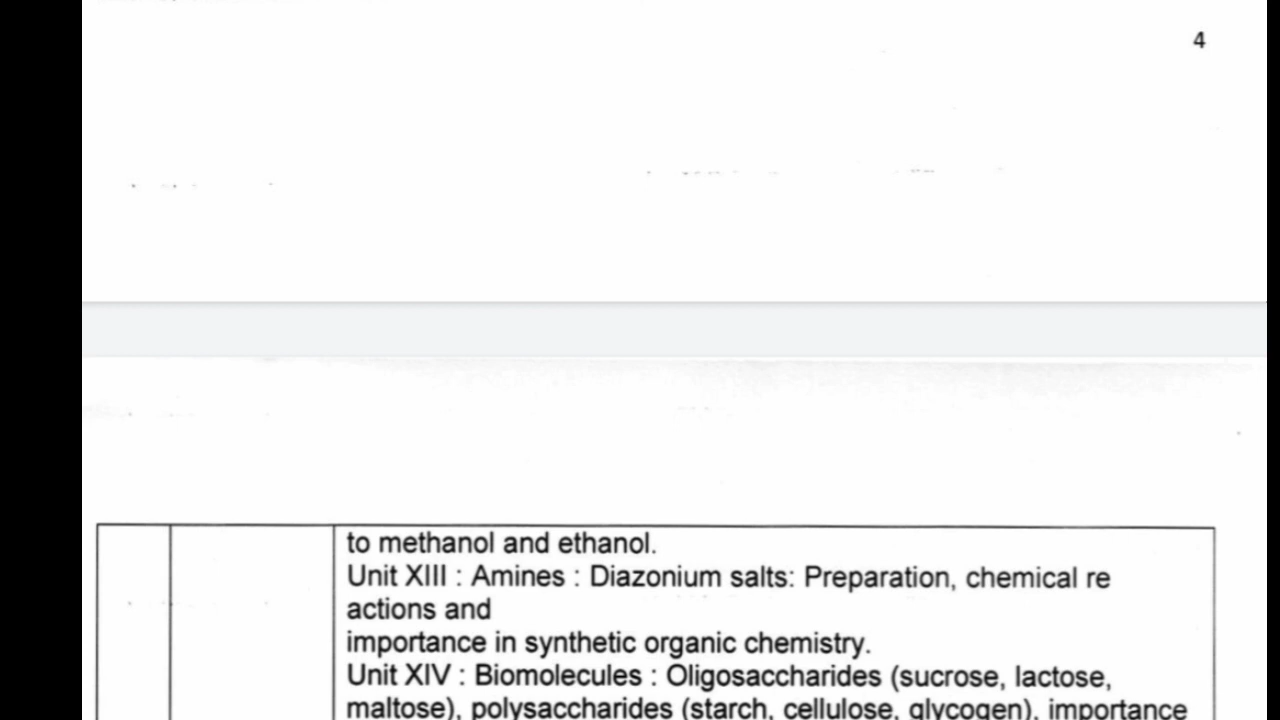 4
to methanol and ethanol.
Unit XIII : Amines : Diazonium salts: Preparation, chemical re
actions and
importance in synthetic organic chemistry.
Unit XIV : Biomolecules : Oligosaccharides (sucrose, lactose,
maltose), polysaccharides (starch, cellulose, glycogen), importance